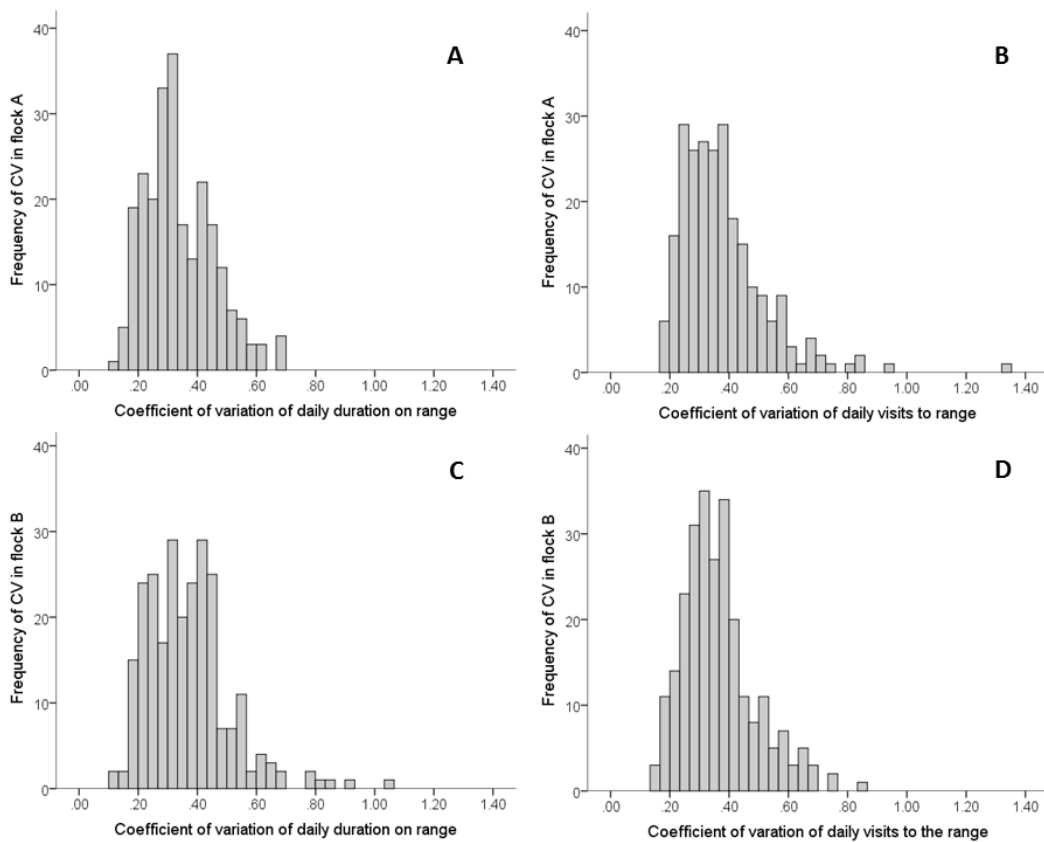 A
Frequency of CV in flock A
40
30
20
10
0
.00 .20 .40 .60 .80 1.00 1.20 1.40
Coefficient of variation of daily duration on range
B
Frequency of CV in flock A
40
30
20
10
0
.00 .20 .40 .60 .80 1.00 1.20 1.40
Coefficient of variation of daily visits to range
C
Frequency of CV in flock B
40
30
20
10
0
.00 .20 .40 .60 .80 1.00 1.20 1.40
Coefficient of variation of daily duration on range
D
Frequency of CV in flock B
40
30
20
10
0
.00 .20 .40 .60 .80 1.00 1.20 1.40
Coefficient of varation of daily visits to the range